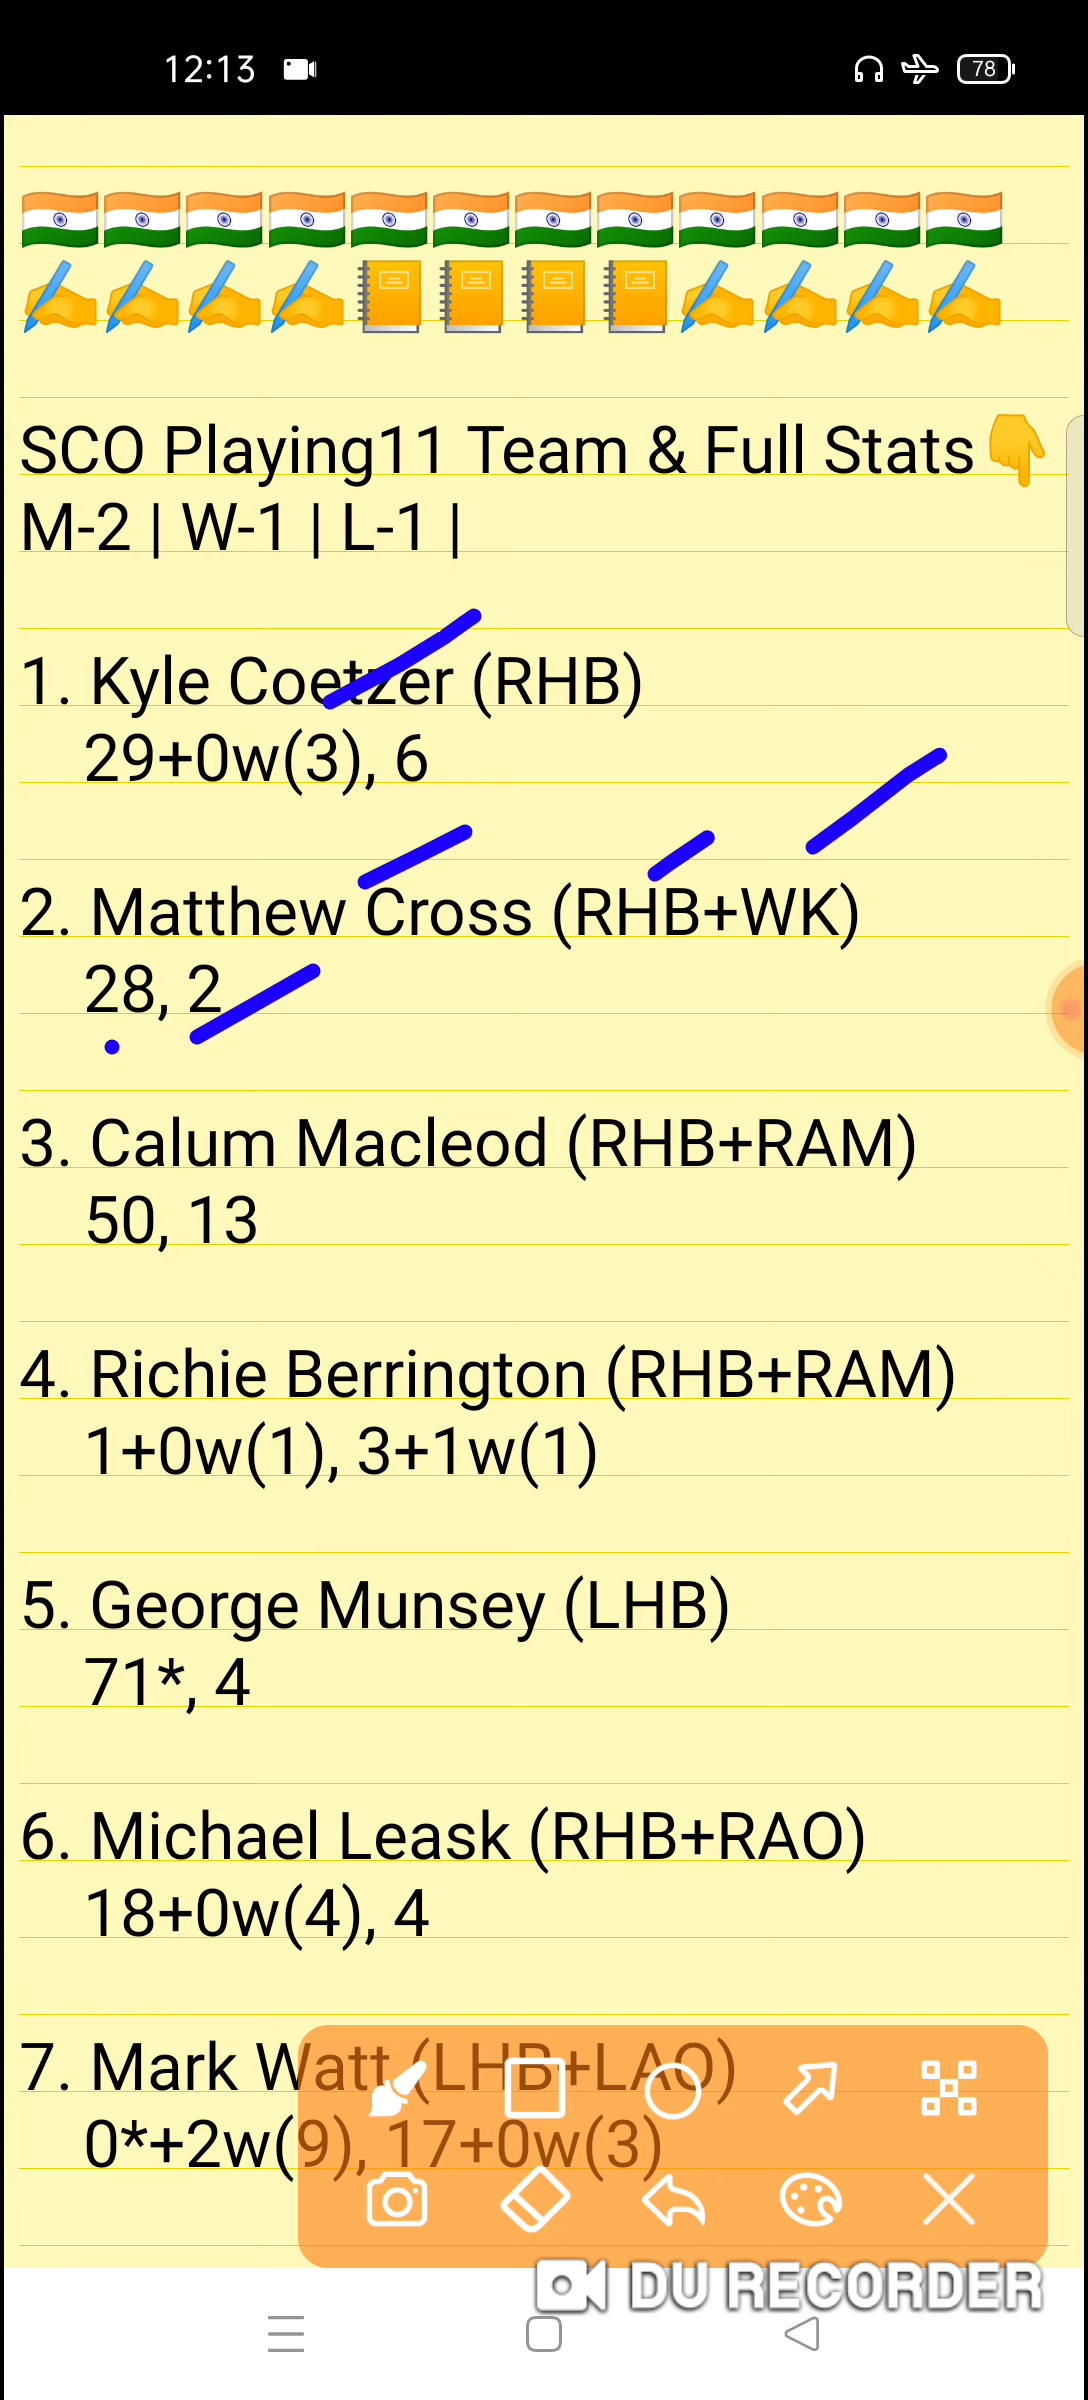 12:13
78
SCO Playing11 Team & Full Stats
M-2 | W-1 | L-1 |
1. Kyle Coetzer (RHB)
29+0w(3), 6
2. Matthew Cross (RHB+WK)
28, 2
3. Calum Macleod (RHB+RAM)
50, 13
4. Richie Berrington (RHB+RAM)
1+0w(1), 3+1w(1)
5. George Munsey (LHB)
71*, 4
6. Michael Leask (RHB+RAO)
18+0w(4), 4
7. Mark Watt (LHB+LAO)
0*+2w(9), 17+0w(3)
DU RECORDER